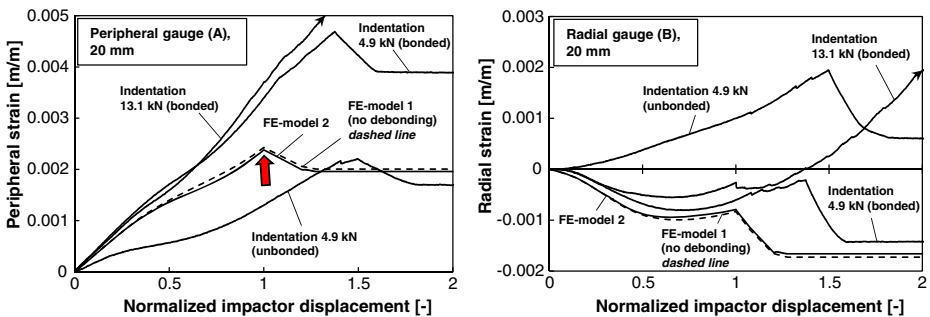 Peripheral strain [m/m]
0.005
0.004
0.003
0.002
0.001
0
Peripheral gauge (A),
20 mm
Indentation
4.9 kN (bonded)
Indentation
13.1 kN (bonded)
FE-model 2
FE-model 1
(no debonding)
dashed line
Indentation 4.9 kN
(unbonded)
0 0.5 1 1.5 2
Normalized impactor displacement [-]
Radial strain [m/m]
0.003
0.002
0.001
0
-0.001
-0.002
Radial gauge (B),
20 mm
Indentation
13.1 kN (bonded)
Indentation 4.9 kN
(unbonded)
FE-model 2
FE-model 1
(no debonding)
dashed line
Indentation
4.9 kN (bonded)
0 0.5 1 1.5 2
Normalized impactor displacement [-]